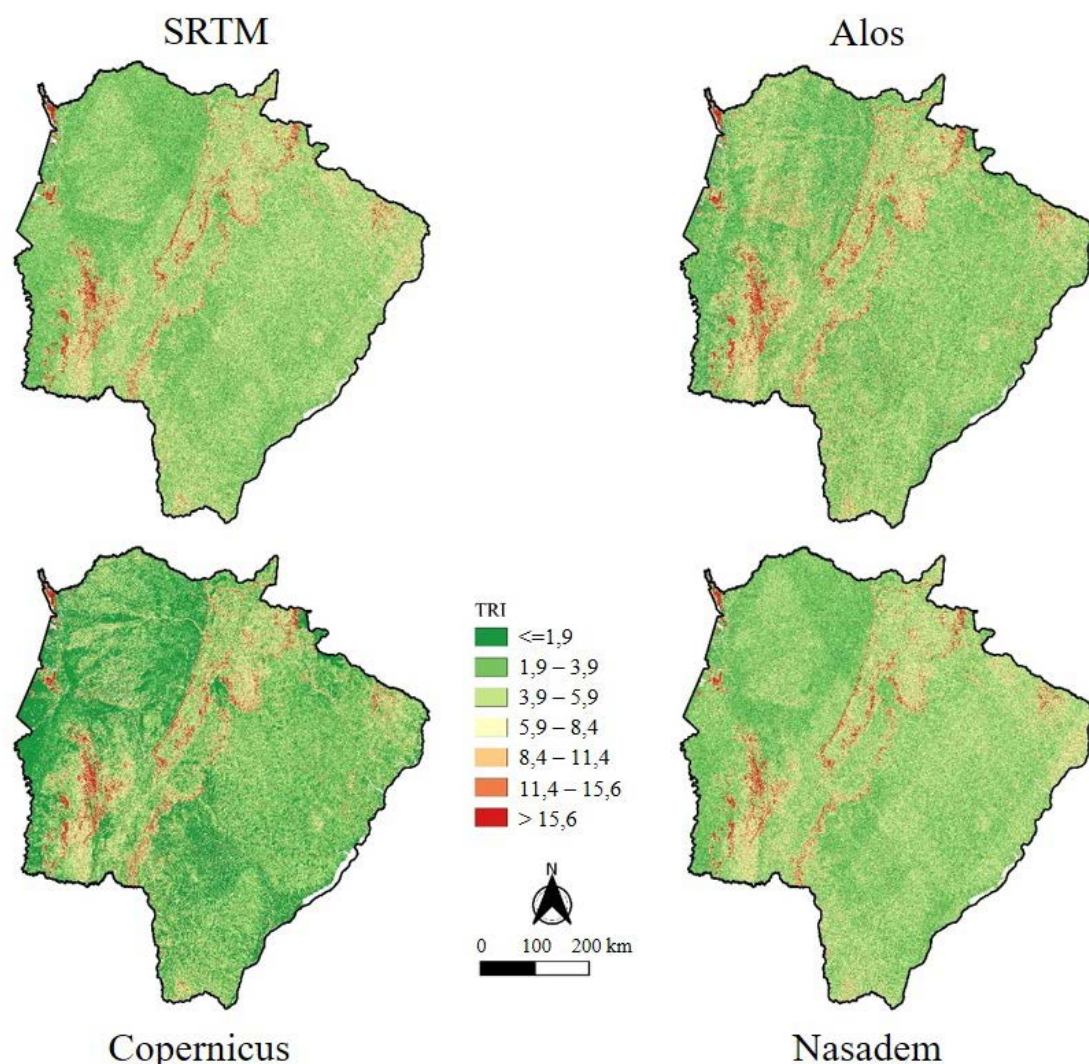 SRTM
Alos
TRI
<=1,9
1,9 – 3,9
3,9 – 5,9
5,9 – 8,4
8,4 – 11,4
11,4 – 15,6
> 15,6
N
0 100 200 km
Copernicus
Nasadem